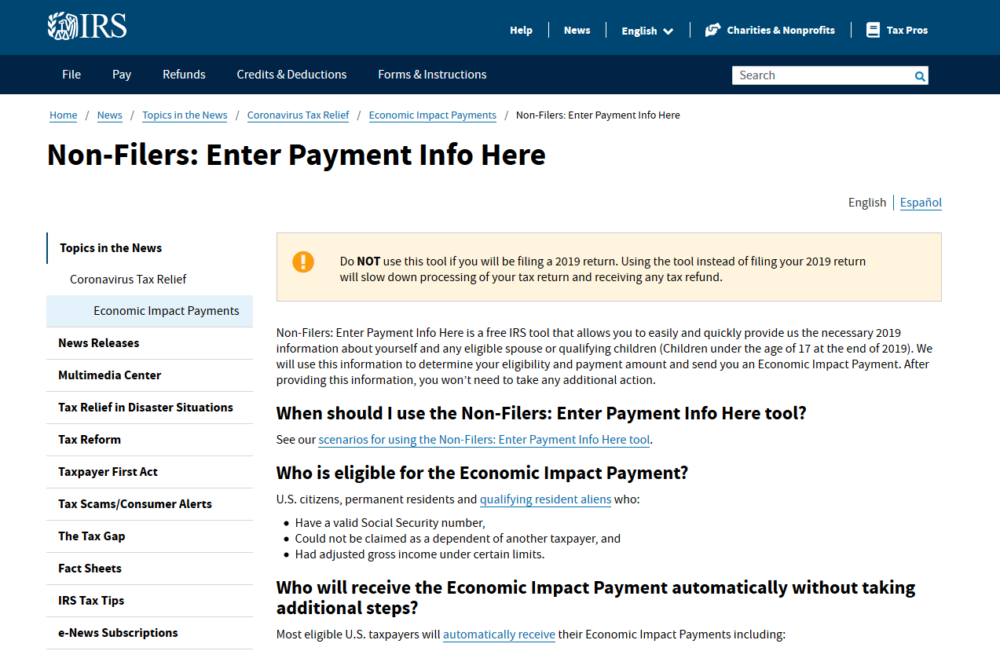 IRS
Help News English Charities & Nonprofits Tax Pros
File Pay Refunds Credits & Deductions Forms & Instructions Search
Home / News / Topics in the News / Coronavirus Tax Relief / Economic Impact Payments / Non-Filers: Enter Payment Info Here
Non-Filers: Enter Payment Info Here
English Español
Topics in the News
Coronavirus Tax Relief
Economic Impact Payments
News Releases
Multimedia Center
Tax Relief in Disaster Situations
Tax Reform
Taxpayer First Act
Tax Scams/Consumer Alerts
The Tax Gap
Fact Sheets
IRS Tax Tips
e-News Subscriptions
Do NOT use this tool if you will be filing a 2019 return. Using the tool instead of filing your 2019 return
will slow down processing of your tax return and receiving any tax refund.
Non-Filers: Enter Payment Info Here is a free IRS tool that allows you to easily and quickly provide us the necessary 2019
information about yourself and any eligible spouse or qualifying children (Children under the age of 17 at the end of 2019). We
will use this information to determine your eligibility and payment amount and send you an Economic Impact Payment. After
providing this information, you won’t need to take any additional action.
When should I use the Non-Filers: Enter Payment Info Here tool?
See our scenarios for using the Non-Filers: Enter Payment Info Here tool.
Who is eligible for the Economic Impact Payment?
U.S. citizens, permanent residents and qualifying resident aliens who:
• Have a valid Social Security number,
• Could not be claimed as a dependent of another taxpayer, and
• Had adjusted gross income under certain limits.
Who will receive the Economic Impact Payment automatically without taking
additional steps?
Most eligible U.S. taxpayers will automatically receive their Economic Impact Payments including: